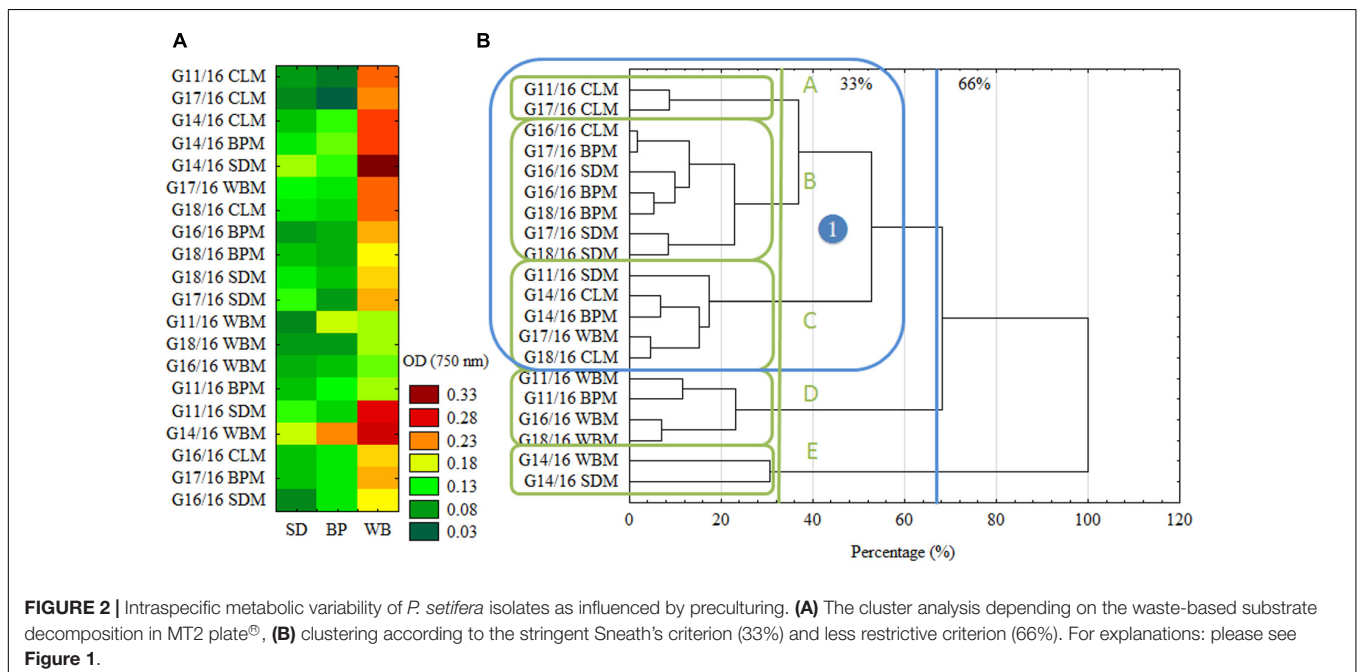 A
G11/16 CLM
G17/16 CLM
G14/16 CLM
G14/16 BPM
G14/16 SDM
G17/16 WBM
G18/16 CLM
G16/16 BPM
G18/16 BPM
G18/16 SDM
G17/16 SDM
G11/16 WBM
G18/16 WBM
G16/16 WBM
G11/16 BPM
G11/16 SDM
G14/16 WBM
G16/16 CLM
G17/16 BPM
G16/16 SDM
SD BP WB
OD (750 nm)
0.33
0.28
0.23
0.18
0.13
0.08
0.03
B
33% 66%
G11/16 CLM
G17/16 CLM
G16/16 CLM
G17/16 BPM
G16/16 SDM
G16/16 BPM
G18/16 BPM
G17/16 SDM
G18/16 SDM
G11/16 SDM
G14/16 CLM
G14/16 BPM
G17/16 WBM
G18/16 CLM
G11/16 WBM
G11/16 BPM
G16/16 WBM
G18/16 WBM
G14/16 WBM
G14/16 SDM
A
B
C
D
E
1
0 20 40 60 80 100 120
Percentage (%)
FIGURE 2 | Intraspecific metabolic variability of P. setifera isolates as influenced by preculturing. (A) The cluster analysis depending on the waste-based substrate
decomposition in MT2 plate®, (B) clustering according to the stringent Sneath's criterion (33%) and less restrictive criterion (66%). For explanations: please see
Figure 1.